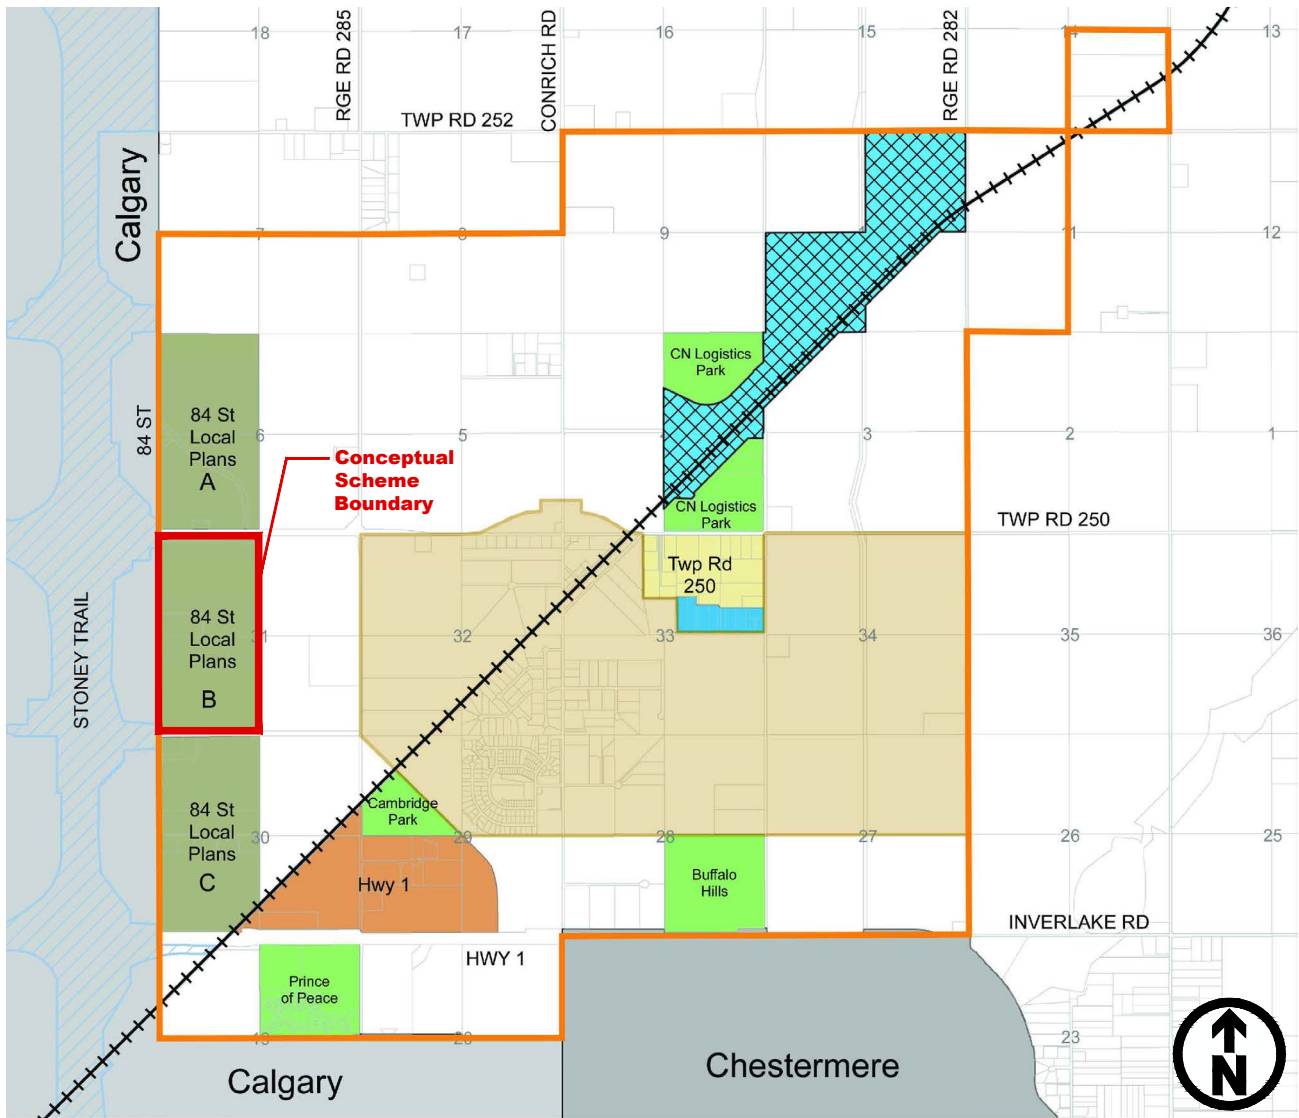 18
17
16
15
14
13
RGE RD 285
CONRICH RD
RGE RD 282
TWP RD 252
Calgary
7
8
9
11
12
CN Logistics
Park
84 ST
84 St
Local
Plans
A
6
5
4
3
2
1
Conceptual
Scheme
Boundary
CN Logistics
Park
TWP RD 250
Twp Rd
250
STONEY TRAIL
84 St
Local
Plans
B
31
32
33
34
35
36
84 St
Local
Plans
C
Cambridge
Park
30
29
28
27
26
25
Hwy 1
Buffalo
Hills
INVERLAKE RD
HWY 1
Prince
of Peace
19
20
23
Calgary
Chestermere
N